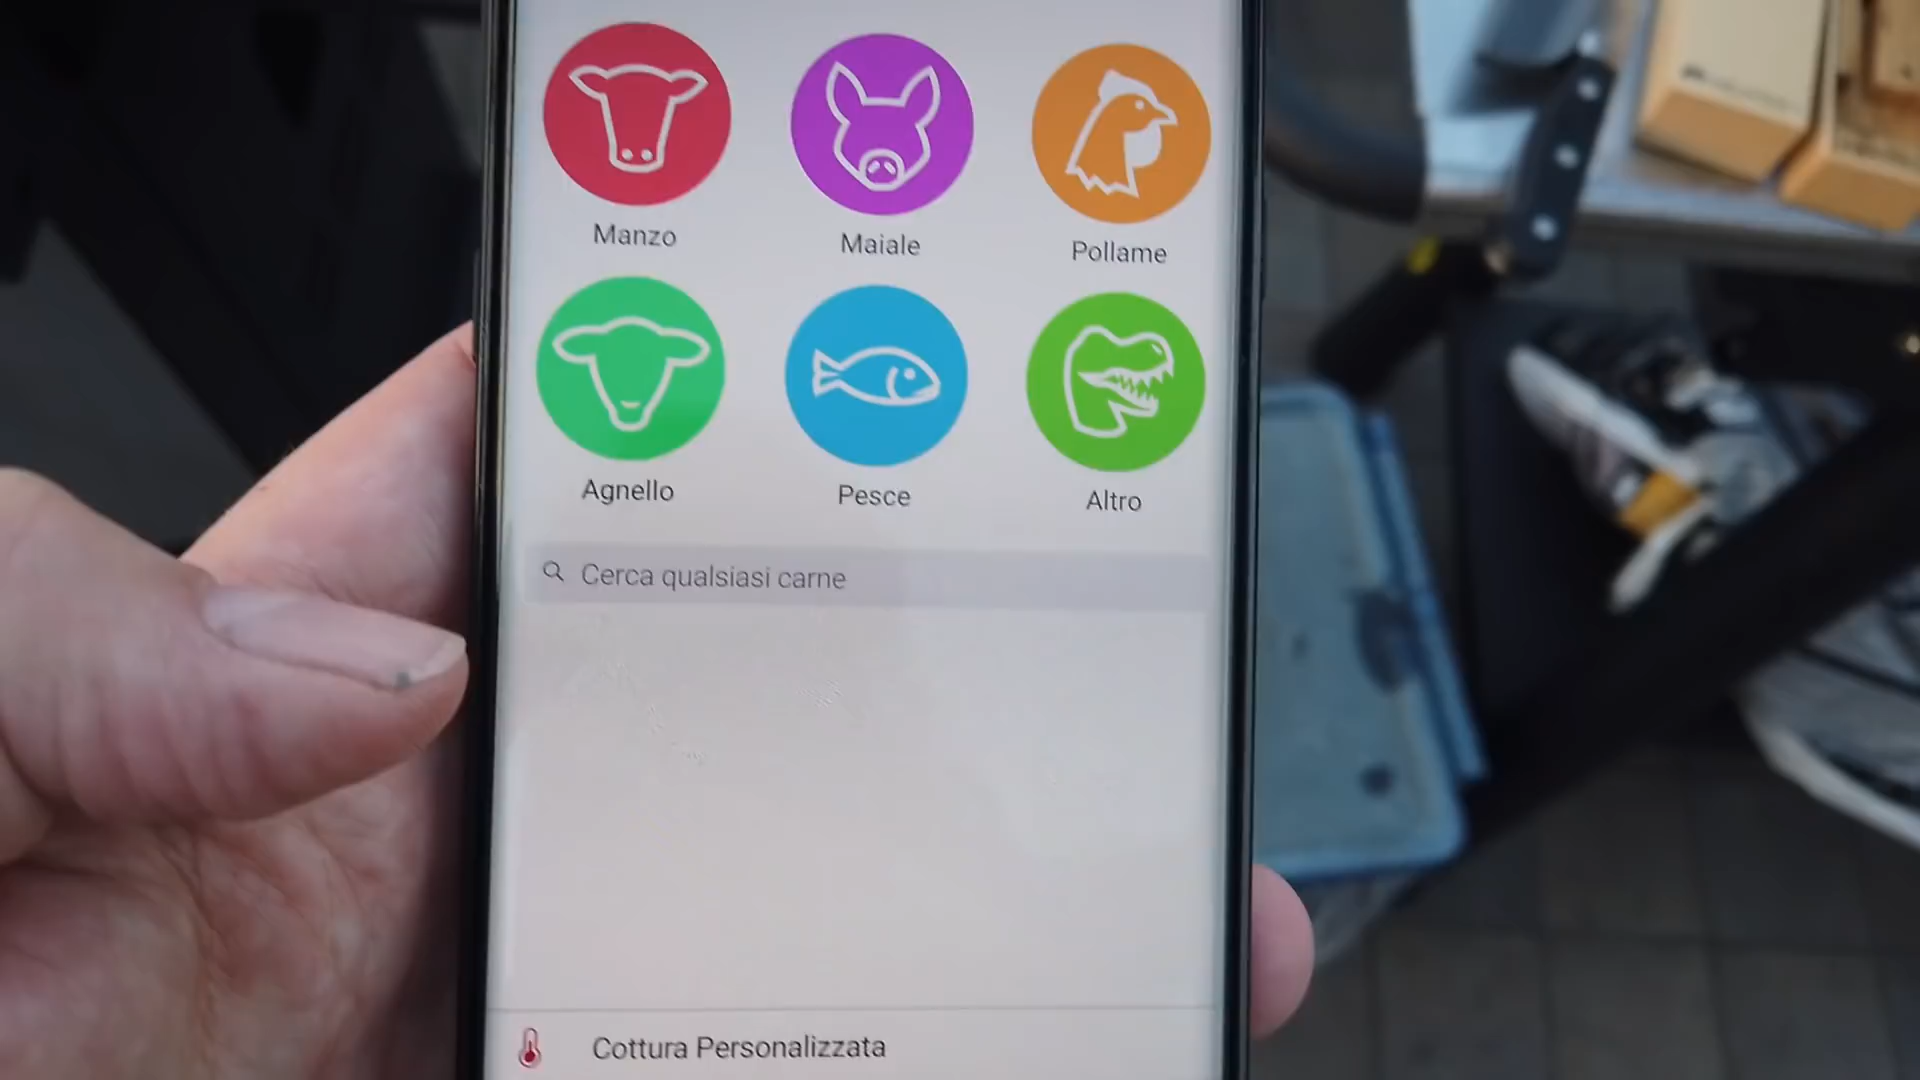 Manzo
Maiale
Pollame
Agnello
Pesce
Altro
Cerca qualsiasi carne
Cottura Personalizzata